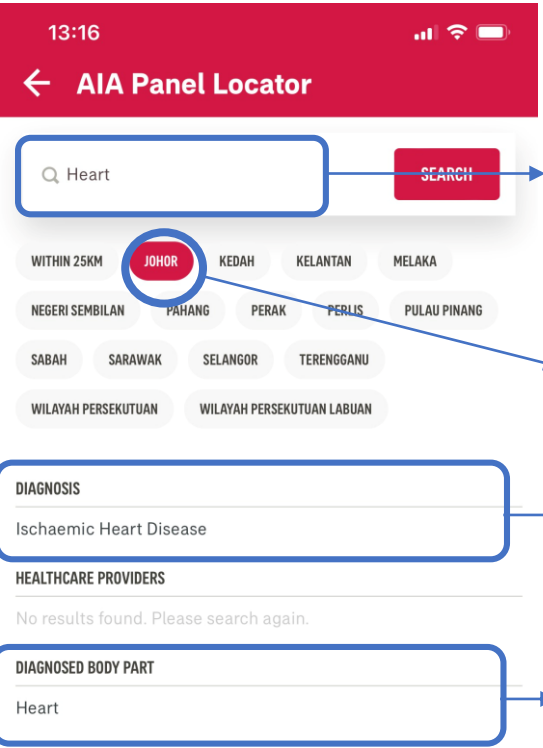 13:16
AIA Panel Locator
Heart
SEARCH
WITHIN 25KM JOHOR KEDAH KELANTAN MELAKA
NEGERI SEMBILAN PAHANG PERAK PERLIS PULAU PINANG
SABAH SARAWAK SELANGOR TERENGGANU
WILAYAH PERSEKUTUAN WILAYAH PERSEKUTUAN LABUAN
DIAGNOSIS
Ischaemic Heart Disease
HEALTHCARE PROVIDERS
No results found. Please search again.
DIAGNOSED BODY PART
Heart